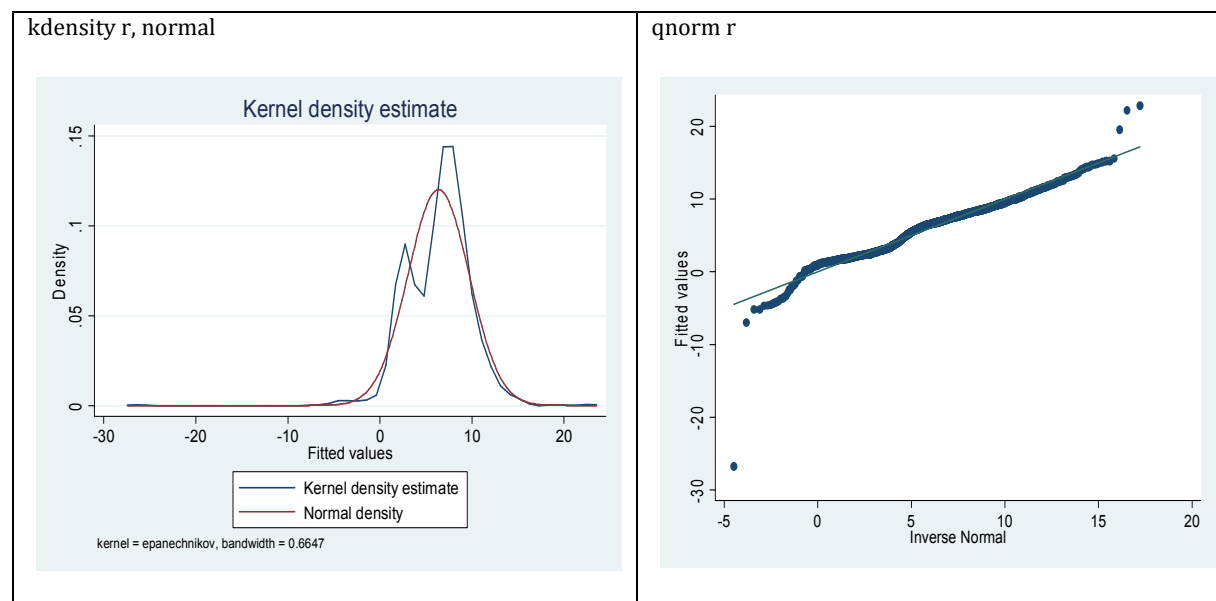 kdensity r, normal
Kernel density estimate
Density
.15
.1
.05
0
-30
-20
-10
0
10
20
Fitted values
Kernel density estimate
Normal density
kernel = epanechnikov, bandwidth = 0.6647
qnorm r
Fitted values
20
10
0
-10
-20
-30
-5
0
5
10
15
20
Inverse Normal